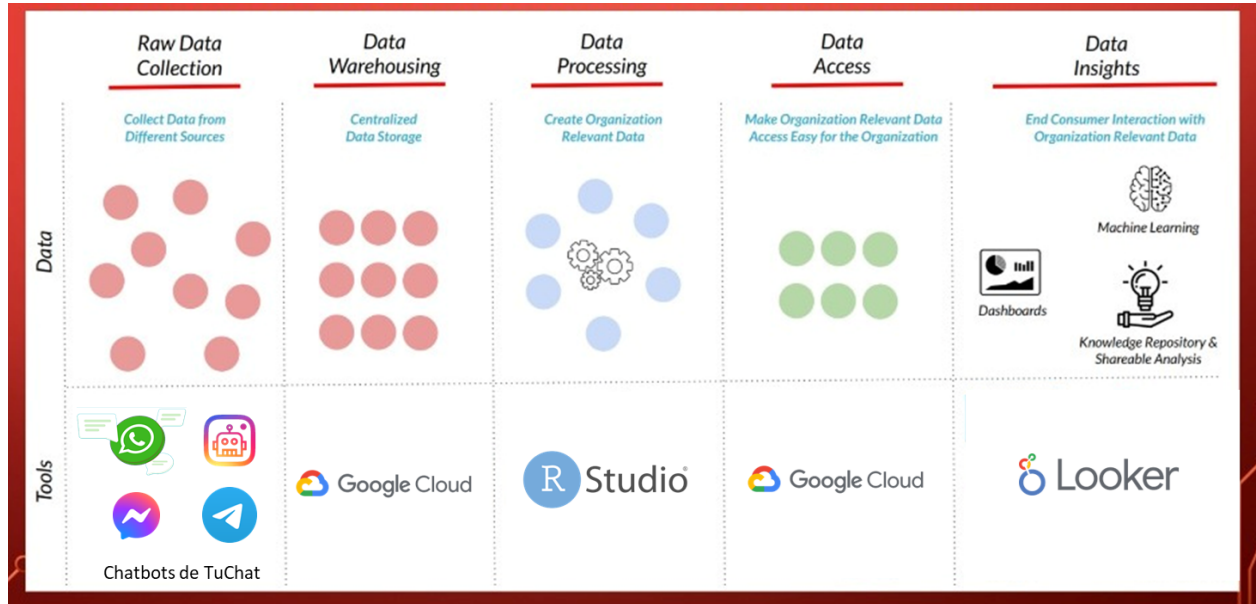 Raw Data
Collection
Data
Warehousing
Data
Processing
Data
Access
Data
Insights
Collect Data from
Different Sources
Centralized
Data Storage
Create Organization
Relevant Data
Make Organization Relevant Data
Access Easy for the Organization
End Consumer Interaction with
Organization Relevant Data
Data
Machine Learning
Dashboards
Knowledge Repository &
Shareable Analysis
Tools
Google Cloud
R Studio®
Google Cloud
Looker
Chatbots de TuChat